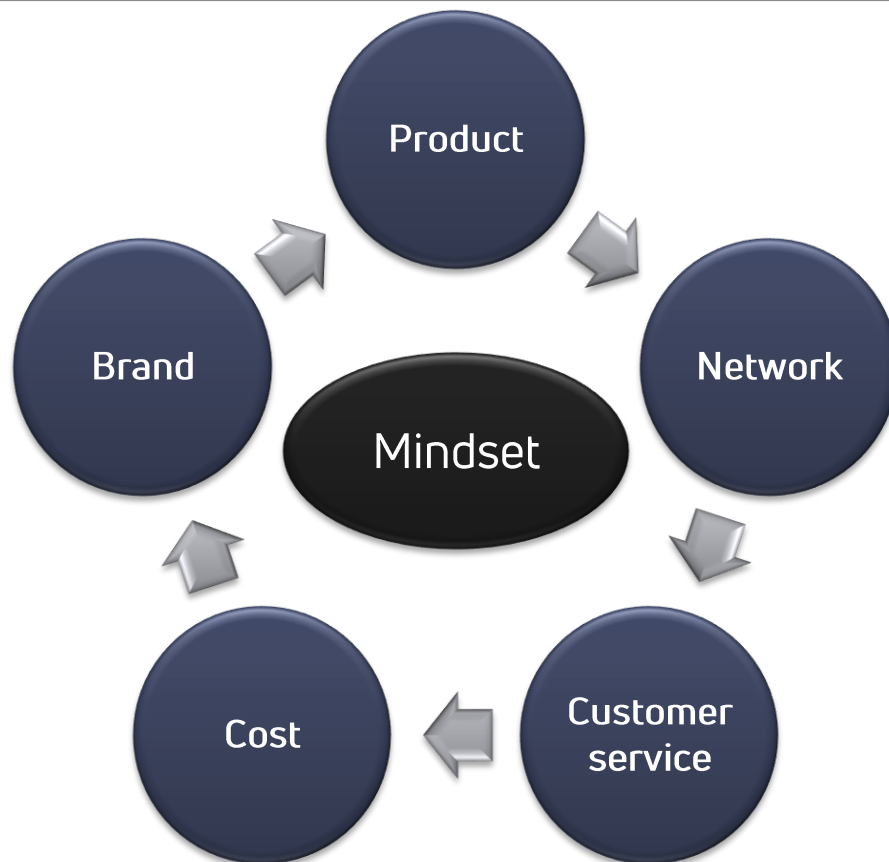 Product
Network
Customer
service
Cost
Brand
Mindset